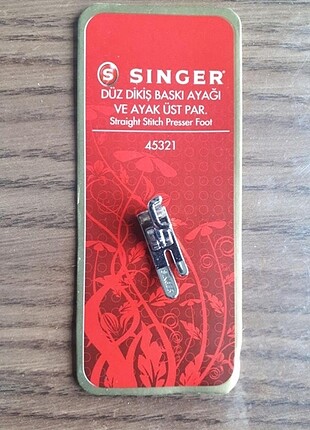 S SINGER®
DÜZ DİKİŞ BASKI AYAĞI
VE AYAK ÜST PAR.
Straight Stitch Presser Foot
45321